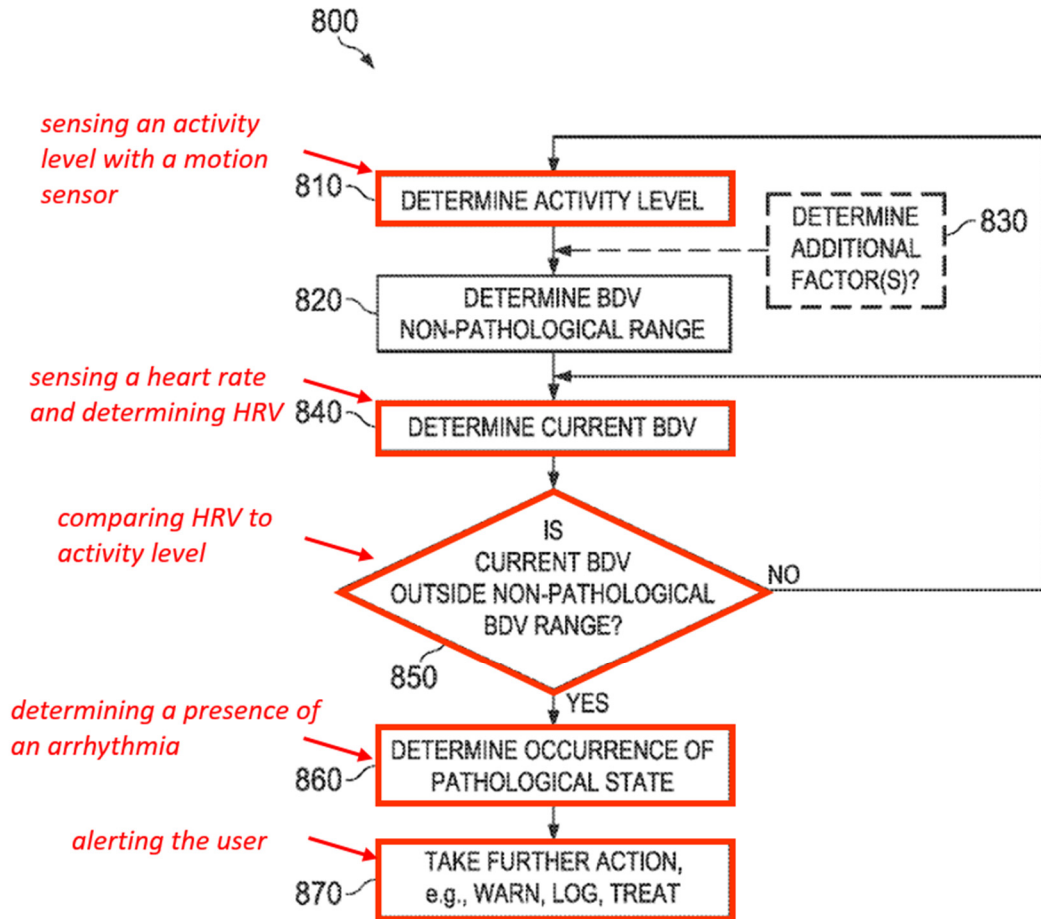 800
sensing an activity
level with a motion
sensor
810
DETERMINE ACTIVITY LEVEL
DETERMINE
ADDITIONAL
FACTOR(S)?
830
820
DETERMINE BDV
NON-PATHOLOGICAL RANGE
sensing a heart rate
and determining HRV
840
DETERMINE CURRENT BDV
comparing HRV to
activity level
IS
CURRENT BDV
OUTSIDE NON-PATHOLOGICAL
BDV RANGE?
NO
850
YES
determining a presence of
an arrhythmia
860
DETERMINE OCCURRENCE OF
PATHOLOGICAL STATE
alerting the user
870
TAKE FURTHER ACTION,
e.g., WARN, LOG, TREAT